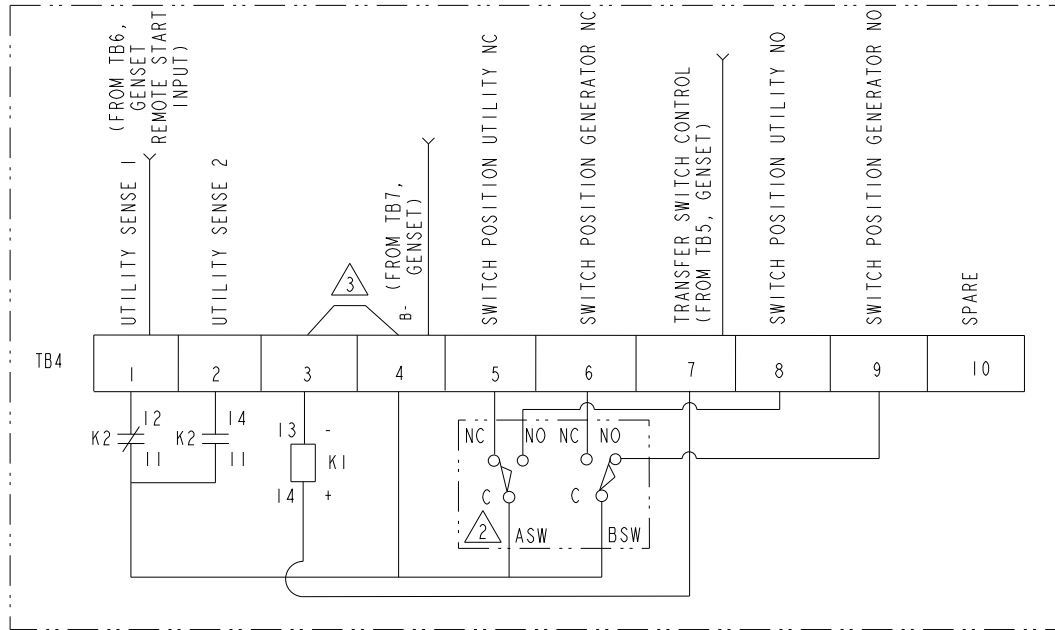 (FROM TB6,
GENSET
REMOTE START
INPUT)
UTILITY SENSE 1
UTILITY SENSE 2
3
B-
(FROM TB7,
GENSET)
SWITCH POSITION UTILITY NC
SWITCH POSITION GENERATOR NC
TRANSFER SWITCH CONTROL
(FROM TB5, GENSET)
SWITCH POSITION UTILITY NO
SWITCH POSITION GENERATOR NO
SPARE
TB4
1 2 3 4 5 6 7 8 9 10
K2 12 11
K2 14 11
13 -
K1
14 +
NC NO NC NO
C C
2 ASW BSW